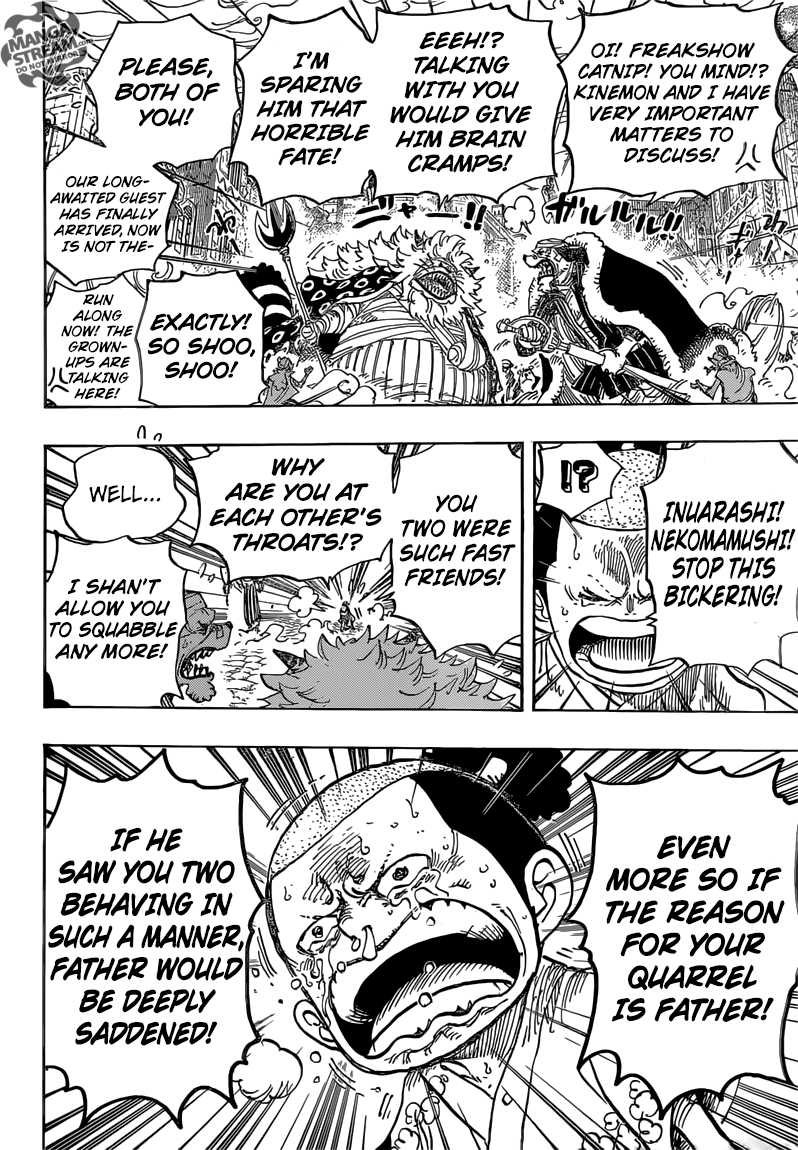 MANGA
STREAM
.COM
DO NOT MIRROR
OI! FREAKSHOW
CATNIP! YOU MIND!?
KINEMON AND I HAVE
VERY IMPORTANT
MATTERS TO
DISCUSS!
EEEH!?
TALKING
WITH YOU
WOULD GIVE
HIM BRAIN
CRAMPS!
I'M
SPARING
HIM THAT
HORRIBLE
FATE!
PLEASE,
BOTH OF
YOU!
OUR LONG-
AWAITED GUEST
HAS FINALLY
ARRIVED, NOW
IS NOT THE-
EXACTLY!
SO SHOO,
SHOO!
RUN
ALONG
NOW! THE
GROWN-
UPS ARE
TALKING
HERE!
ガルルルル!!
ジャー!!
!?
INUARASHI!
NEKOMAMUSHI!
STOP THIS
BICKERING!
YOU
TWO WERE
SUCH FAST
FRIENDS!
WHY
ARE YOU AT
EACH OTHER'S
THROATS!?
WELL...
I SHAN'T
ALLOW YOU
TO SQUABBLE
ANY MORE!
EVEN
MORE SO IF
THE REASON
FOR YOUR
QUARREL
IS FATHER!
IF HE
SAW YOU TWO
BEHAVING IN
SUCH A MANNER,
FATHER WOULD
BE DEEPLY
SADDENED!